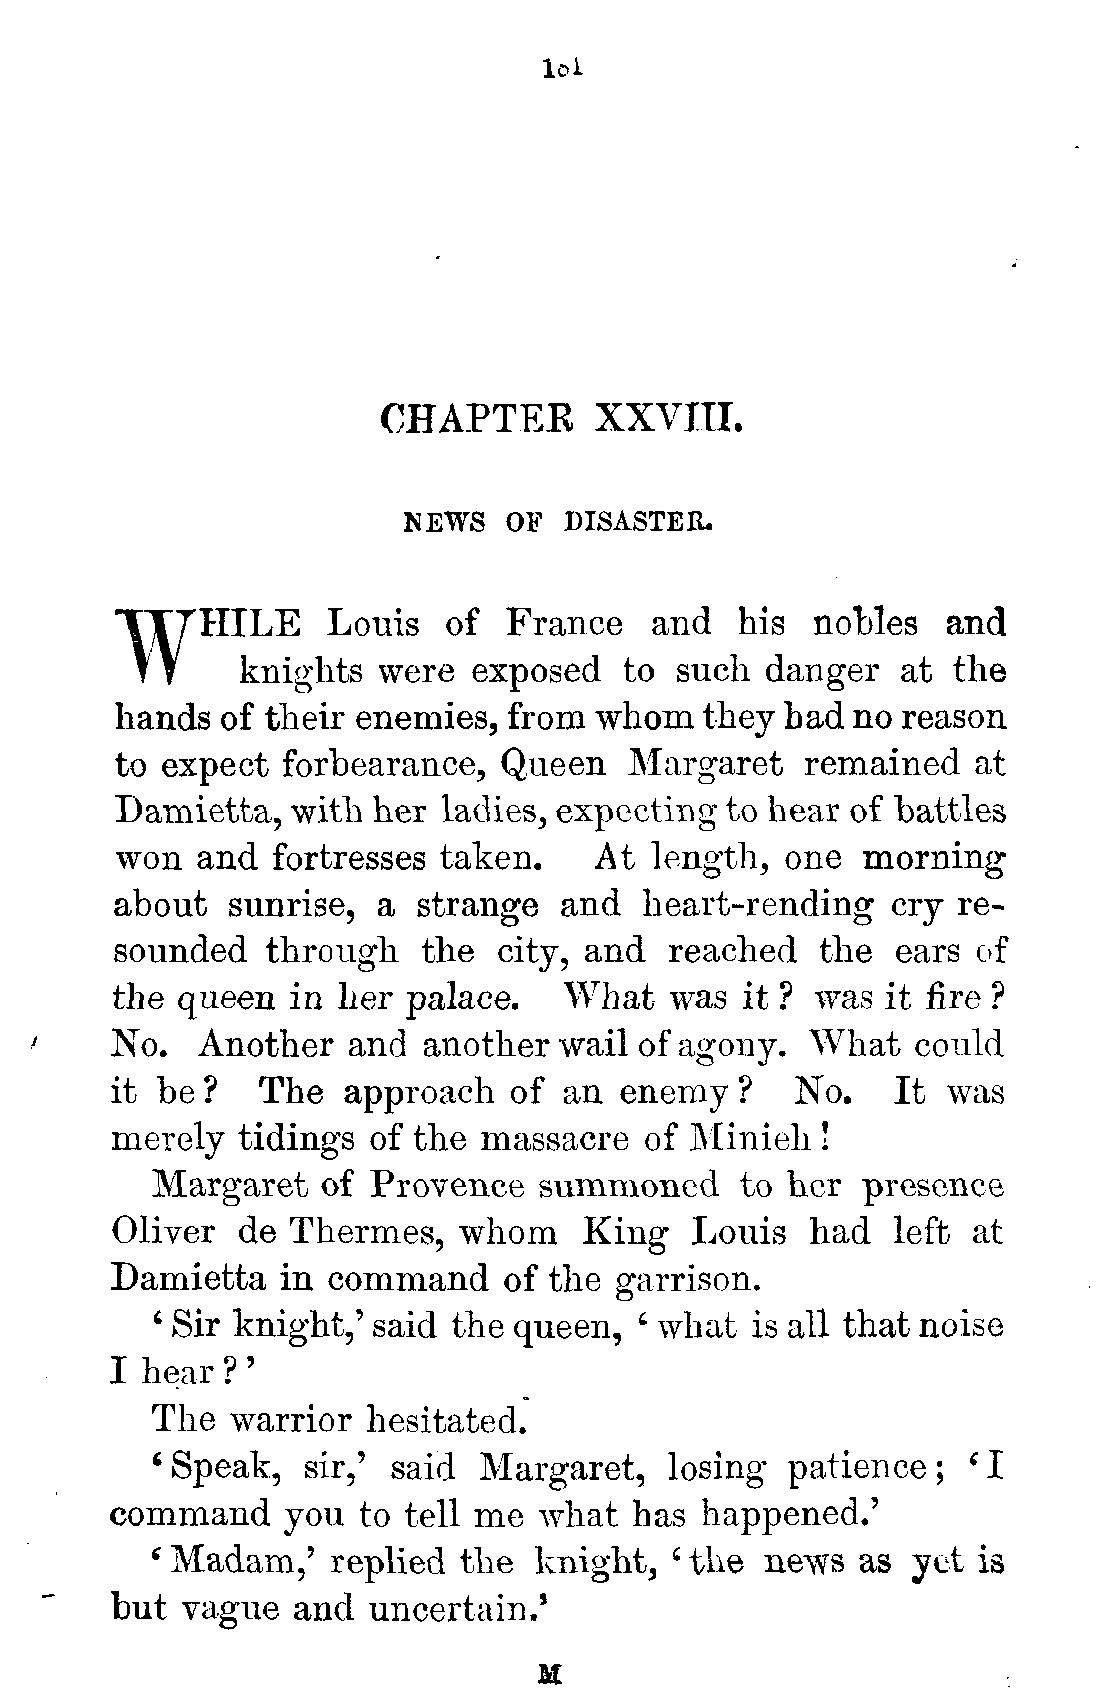 CHAPTER XXVIII.
NEWS OF DISASTER.
WHILE Louis of France and his nobles and
knights were exposed to such danger at the
hands of their enemies, from whom they had no reason
to expect forbearance, Queen Margaret remained at
Damietta, with her ladies, expecting to hear of battles
won and fortresses taken. At length, one morning
about sunrise, a strange and heart-rending cry re-
sounded through the city, and reached the ears of
the queen in her palace. What was it? was it fire?
No. Another and another wail of agony. What could
it be? The approach of an enemy? No. It was
merely tidings of the massacre of Minieh!
Margaret of Provence summoned to her presence
Oliver de Thermes, whom King Louis had left at
Damietta in command of the garrison.
‘Sir knight,’ said the queen, ‘what is all that noise
I hear?’
The warrior hesitated.
‘Speak, sir,’ said Margaret, losing patience; ‘I
command you to tell me what has happened.’
‘Madam,’ replied the knight, ‘the news as yet is
but vague and uncertain.’
M